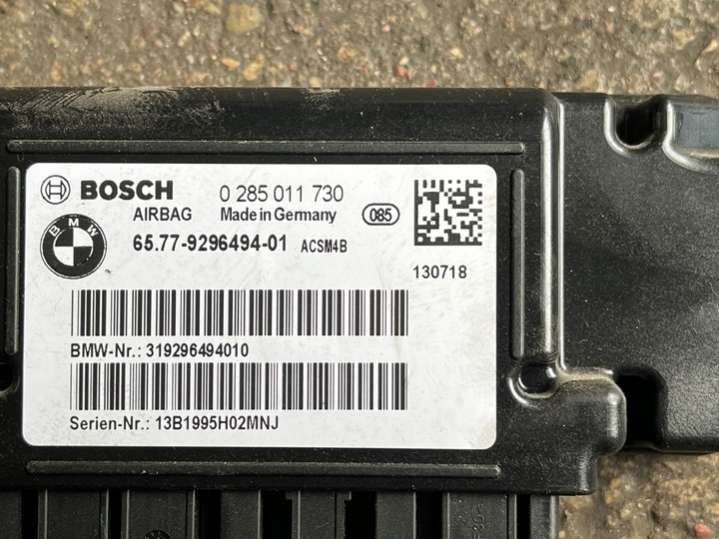 BOSCH 0 285 011 730
AIRBAG Made in Germany 085
BMW
65.77-9296494-01 ACSM4B
130718
BMW-Nr.: 319296494010
Serien-Nr.: 13B1995H02MNJ